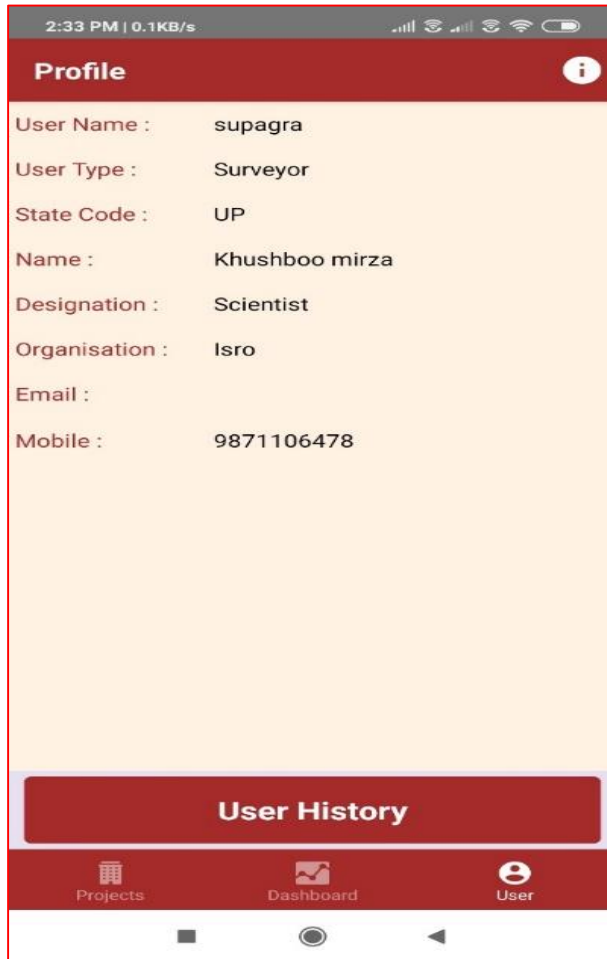 2:33 PM | 0.1KB/s
Profile
User Name : supagra
User Type : Surveyor
State Code : UP
Name : Khushboo mirza
Designation : Scientist
Organisation : Isro
Email :
Mobile : 9871106478
User History
Projects Dashboard User